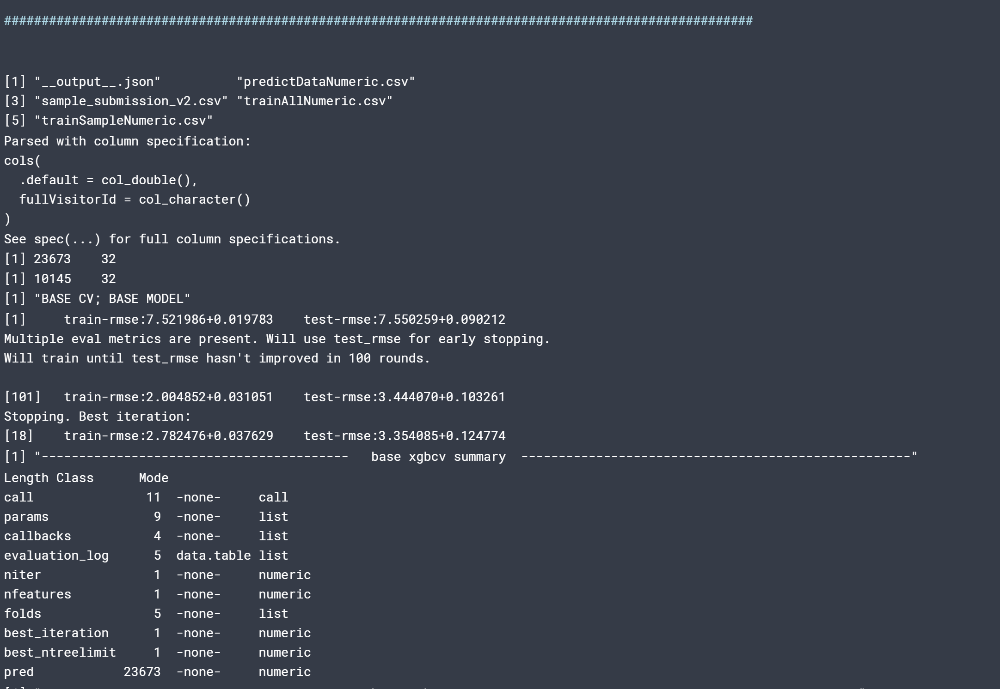 ####################################################################################################
[1] "__output__.json"          "predictDataNumeric.csv"
[3] "sample_submission_v2.csv" "trainAllNumeric.csv"
[5] "trainSampleNumeric.csv"
Parsed with column specification:
cols(
  .default = col_double(),
  fullVisitorId = col_character()
)
See spec(...) for full column specifications.
[1] 23673    32
[1] 10145    32
[1] "BASE CV; BASE MODEL"
[1]     train-rmse:7.521986+0.019783    test-rmse:7.550259+0.090212
Multiple eval metrics are present. Will use test_rmse for early stopping.
Will train until test_rmse hasn't improved in 100 rounds.
[101]   train-rmse:2.004852+0.031051    test-rmse:3.444070+0.103261
Stopping. Best iteration:
[18]    train-rmse:2.782476+0.037629    test-rmse:3.354085+0.124774
[1] "-----------------------------------------   base xgbcv summary  ----------------------------------------------------"
Length Class      Mode
call               11  -none-     call
params              9  -none-     list
callbacks           4  -none-     list
evaluation_log      5  data.table list
niter               1  -none-     numeric
nfeatures           1  -none-     numeric
folds               5  -none-     list
best_iteration      1  -none-     numeric
best_ntreelimit     1  -none-     numeric
pred            23673  -none-     numeric